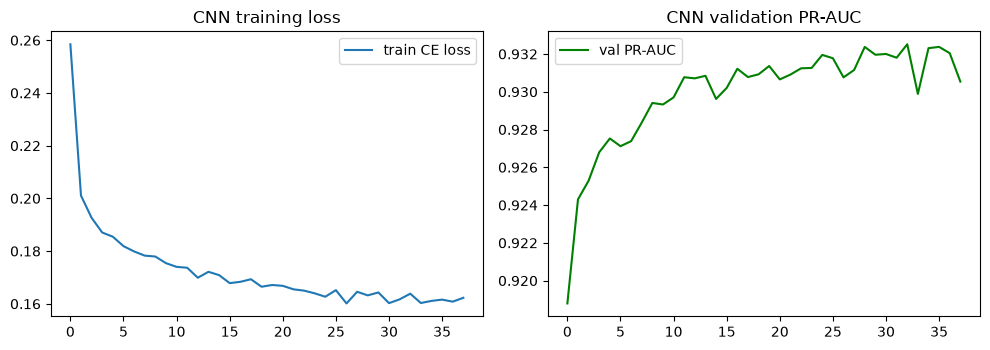 CNN training loss
train CE loss
0.26
0.24
0.22
0.20
0.18
0.16
0 5 10 15 20 25 30 35
CNN validation PR-AUC
val PR-AUC
0.932
0.930
0.928
0.926
0.924
0.922
0.920
0 5 10 15 20 25 30 35